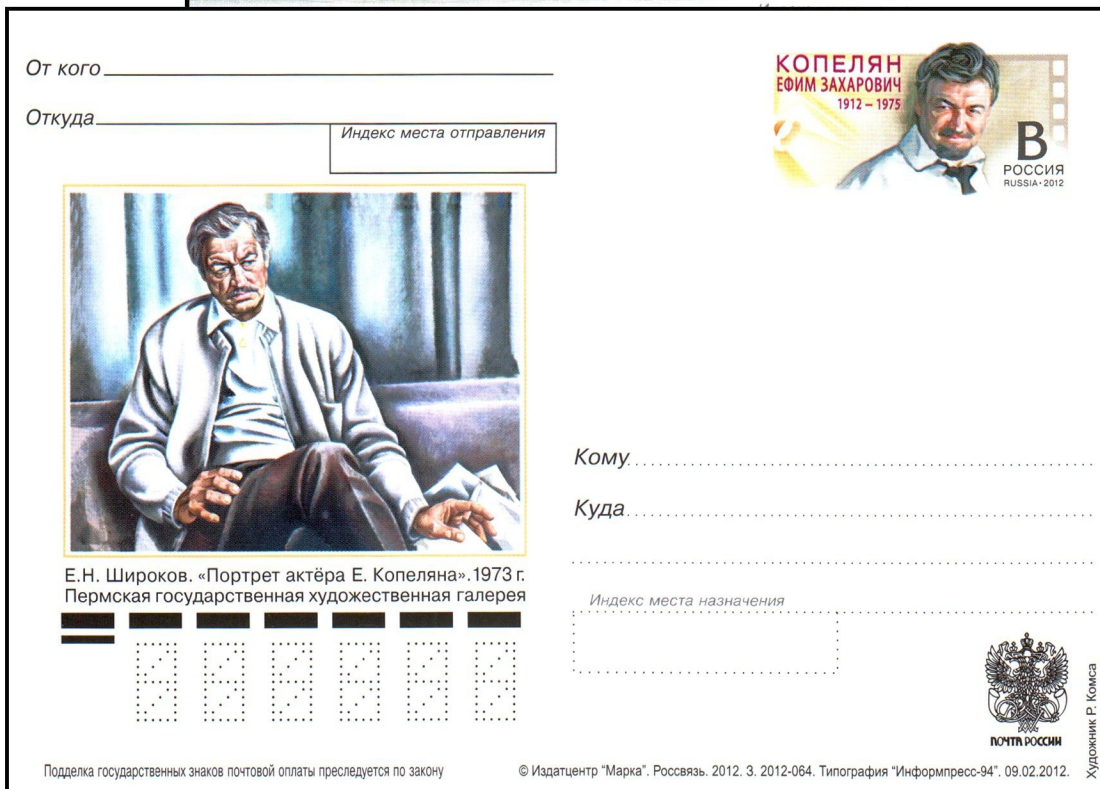 От кого
Откуда
Индекс места отправления
КОПЕЛЯН
ЕФИМ ЗАХАРОВИЧ
1912 – 1975
В
РОССИЯ
RUSSIA • 2012
Е.Н. Широков. «Портрет актёра Е. Копеляна». 1973 г.
Пермская государственная художественная галерея
Кому
Куда
Индекс места назначения
ПОЧТА РОССИИ
Художник Р. Комса
Подделка государственных знаков почтовой оплаты преследуется по закону
© Издатцентр "Марка". Россвязь. 2012. З. 2012-064. Типография "Информпресс-94". 09.02.2012.